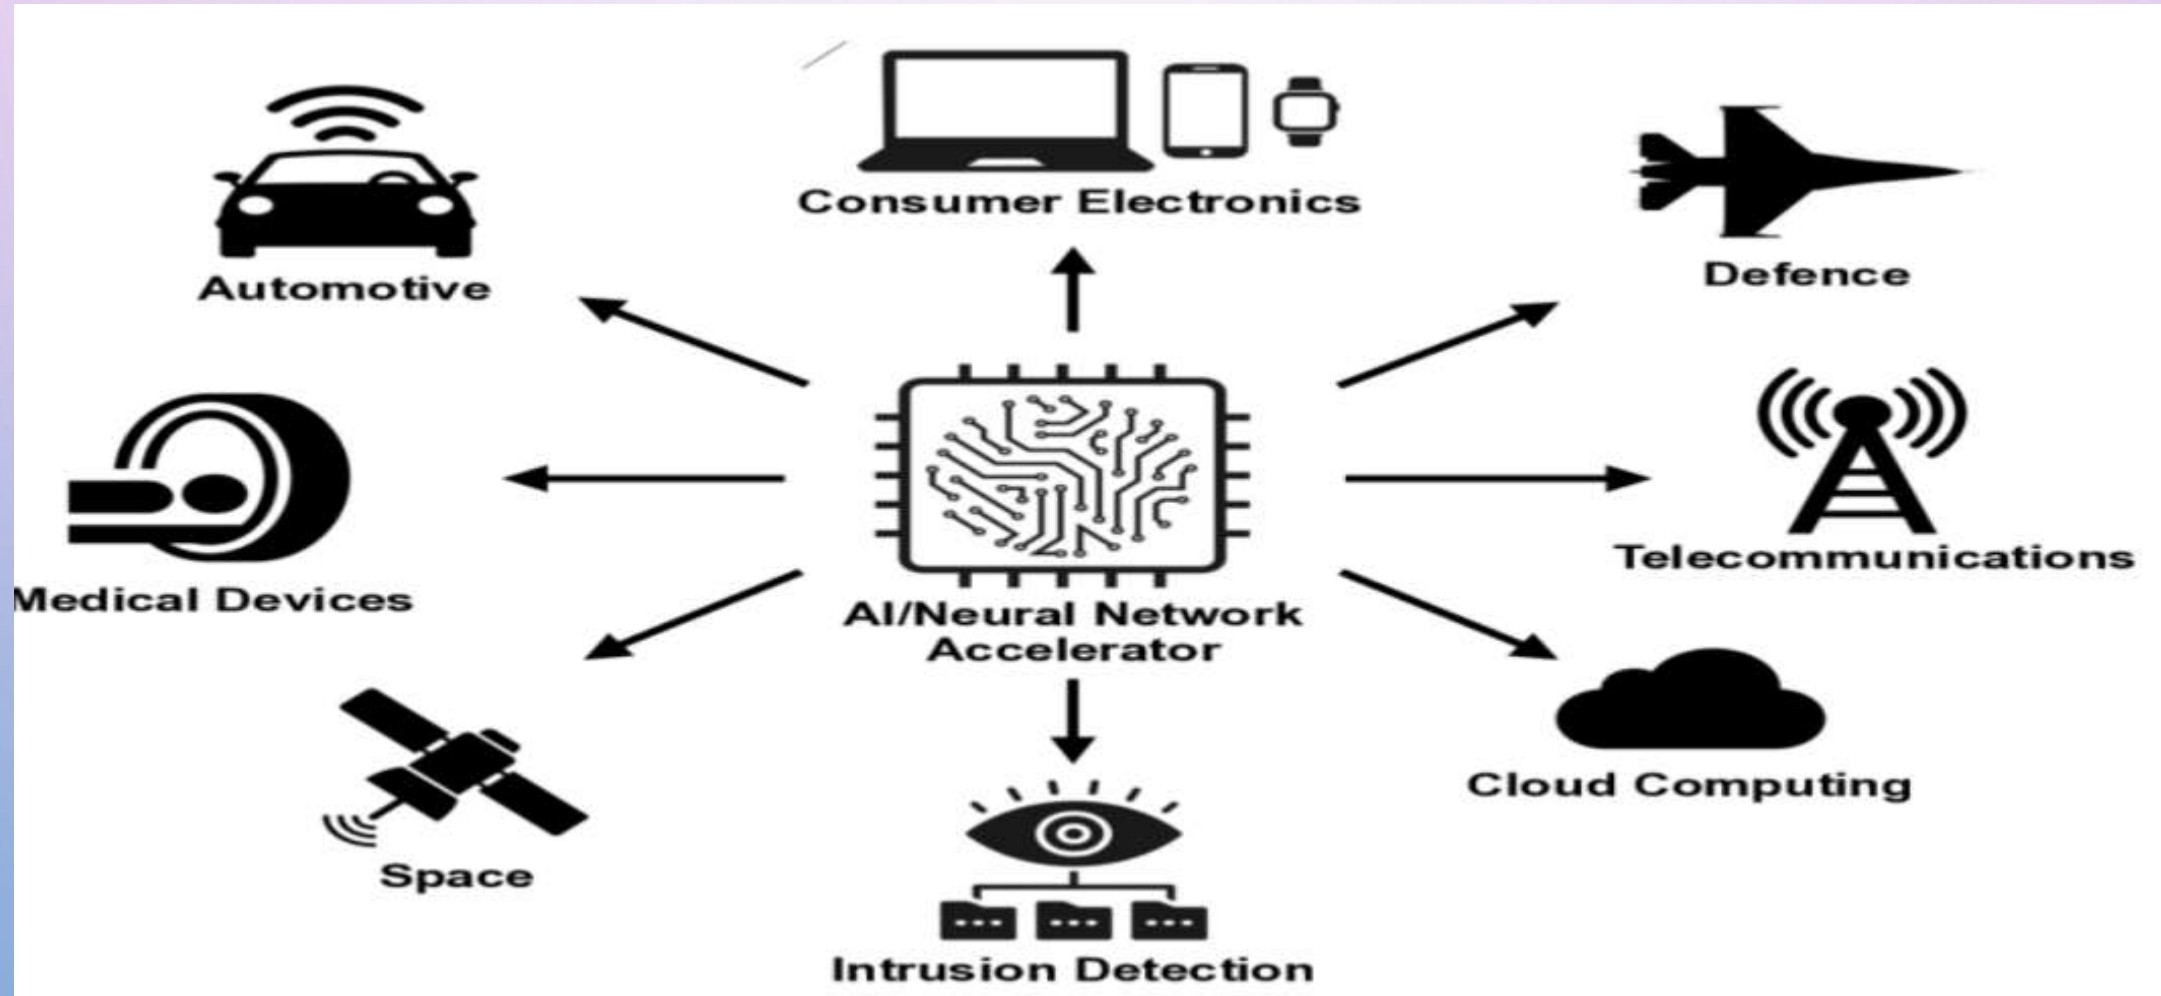 Consumer Electronics
Automotive
Defence
Telecommunications
Medical Devices
AI/Neural Network
Accelerator
Cloud Computing
Space
Intrusion Detection